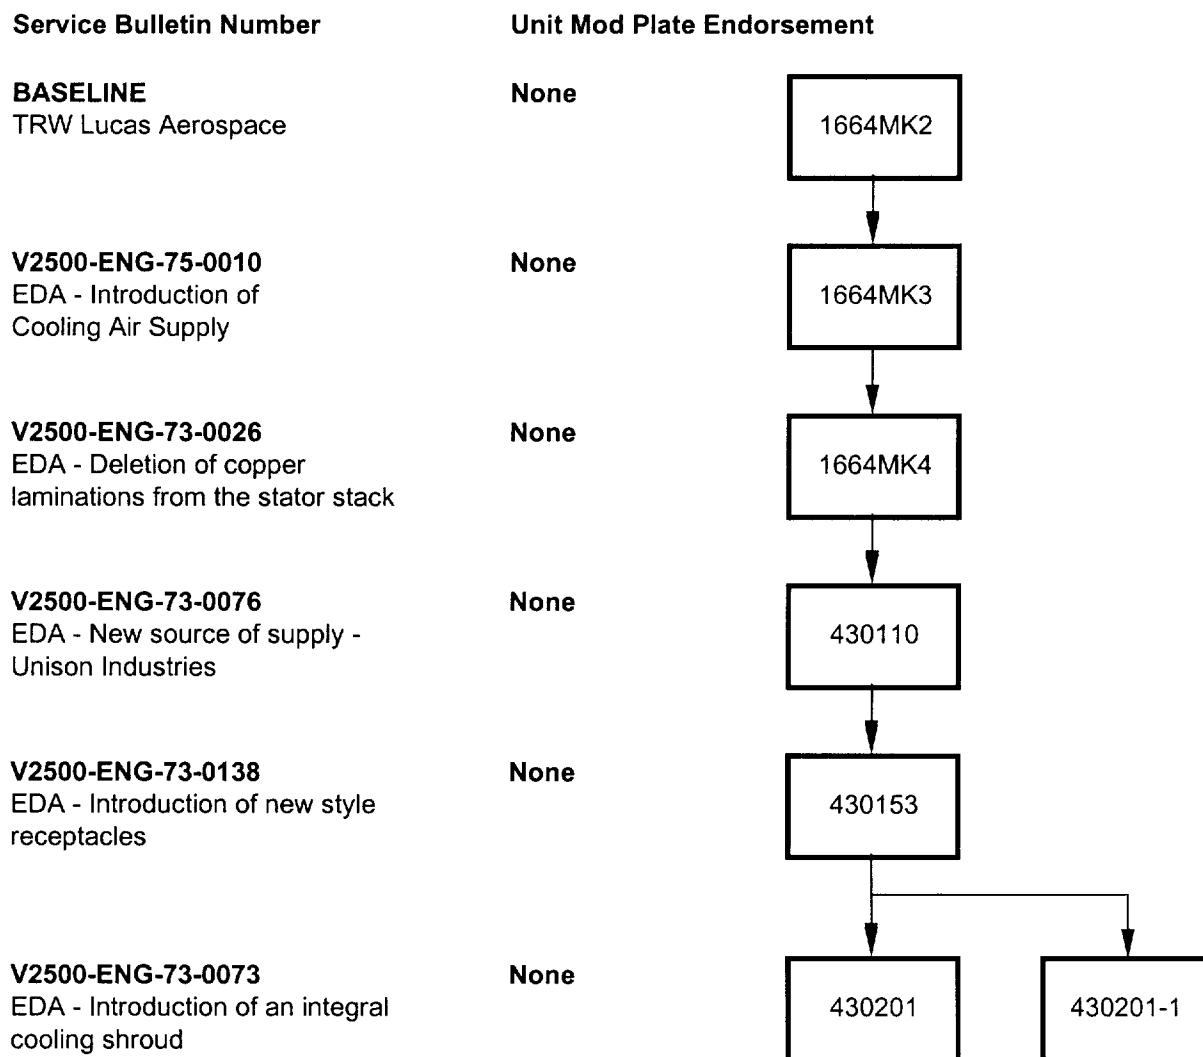 Service Bulletin Number
Unit Mod Plate Endorsement
BASELINE
TRW Lucas Aerospace
None
1664MK2
V2500-ENG-75-0010
EDA - Introduction of
Cooling Air Supply
None
1664MK3
V2500-ENG-73-0026
EDA - Deletion of copper
laminations from the stator stack
None
1664MK4
V2500-ENG-73-0076
EDA - New source of supply -
Unison Industries
None
430110
V2500-ENG-73-0138
EDA - Introduction of new style
receptacles
None
430153
V2500-ENG-73-0073
EDA - Introduction of an integral
cooling shroud
None
430201
430201-1